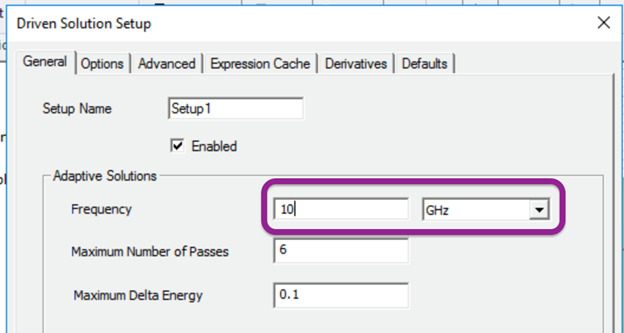 Driven Solution Setup
General Options Advanced Expression Cache Derivatives Defaults
Setup Name Setup1
Enabled
Adaptive Solutions
Frequency 10 GHz
Maximum Number of Passes 6
Maximum Delta Energy 0.1